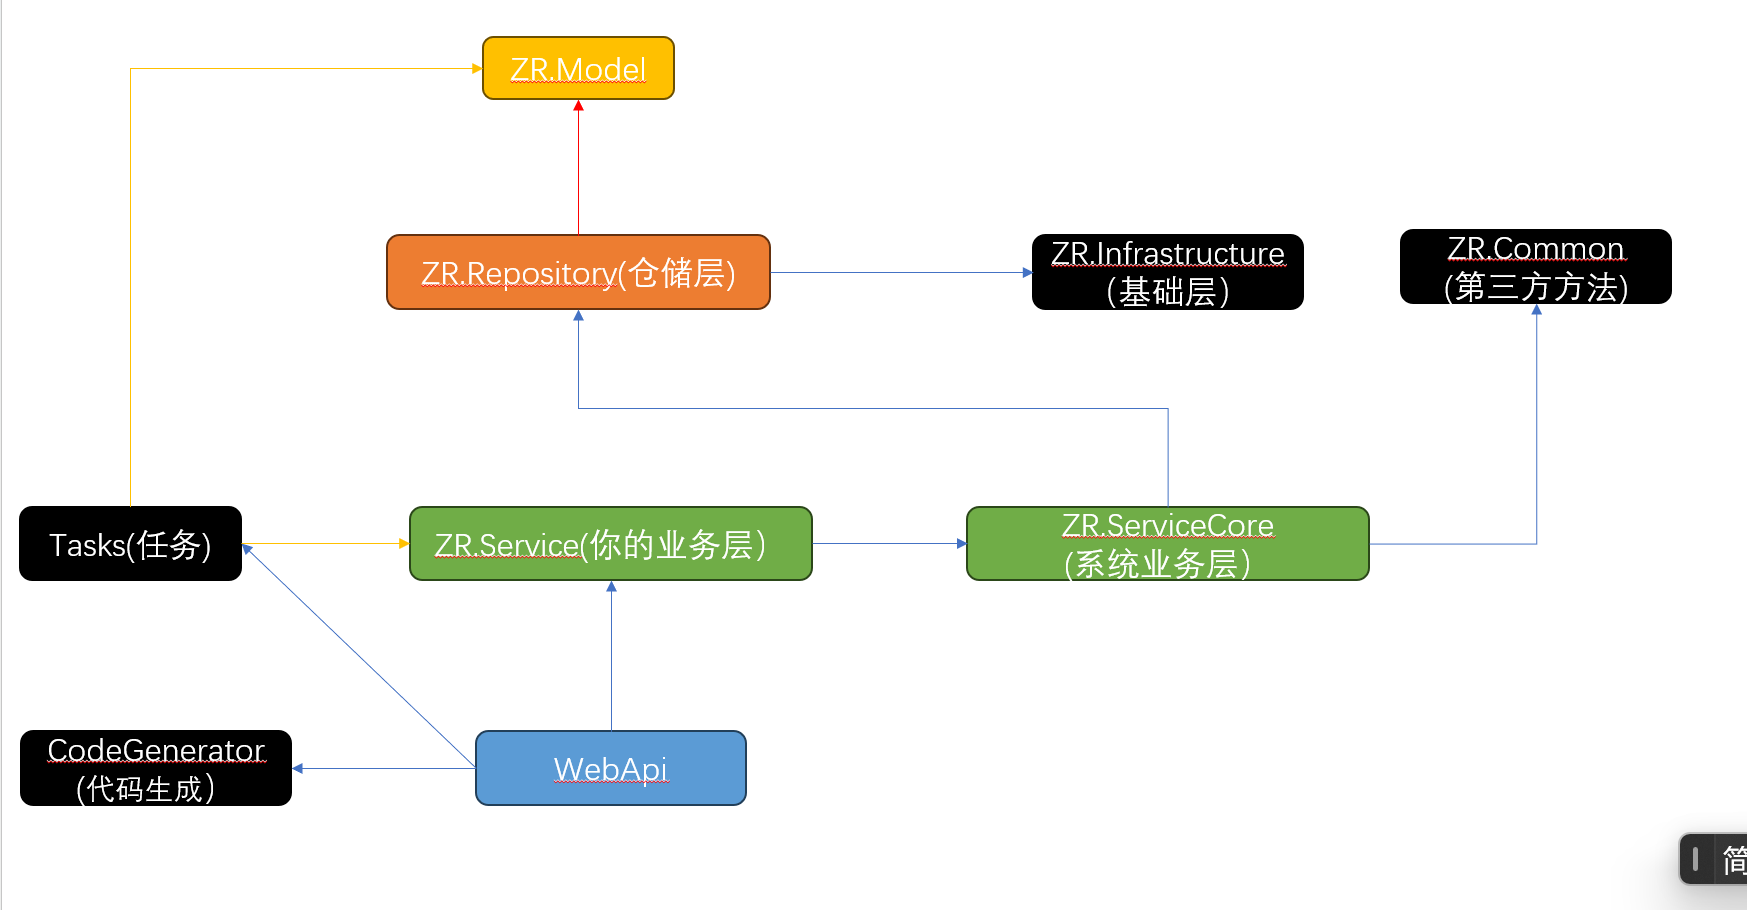 ZR.Model
ZR.Repository(仓储层)
ZR.Infrastructure
（基础层）
ZR.Common
(第三方方法)
Tasks(任务)
ZR.Service(你的业务层）
ZR.ServiceCore
(系统业务层）
CodeGenerator
(代码生成）
WebApi
简